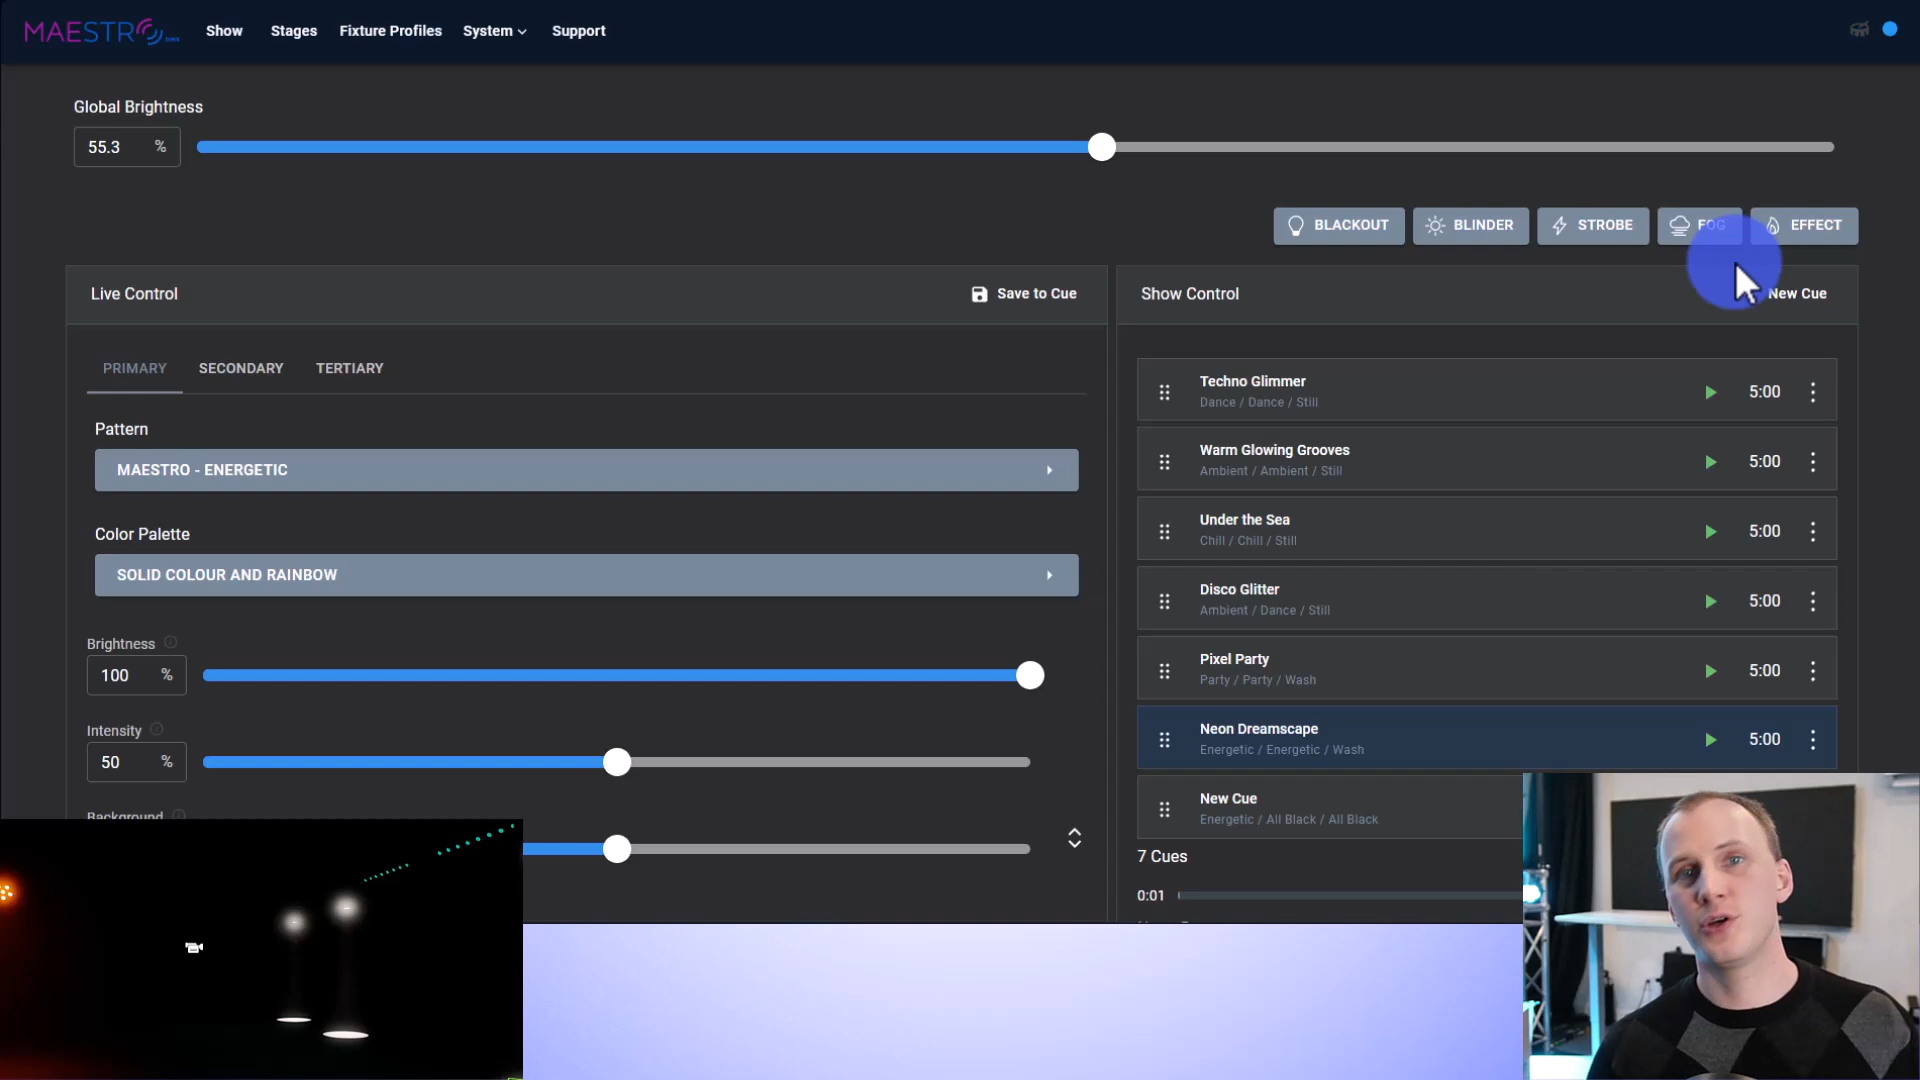 MAESTRO
Show
Stages
Fixture Profiles
System
Support
Global Brightness
55.3 %
BLACKOUT
BLINDER
STROBE
FOG
EFFECT
Live Control
Save to Cue
Show Control
New Cue
PRIMARY
SECONDARY
TERTIARY
Pattern
MAESTRO - ENERGETIC
Color Palette
SOLID COLOUR AND RAINBOW
Brightness
100 %
Intensity
50 %
Background
Techno Glimmer
Dance / Dance / Still
5:00
Warm Glowing Grooves
Ambient / Ambient / Still
5:00
Under the Sea
Chill / Chill / Still
5:00
Disco Glitter
Ambient / Dance / Still
5:00
Pixel Party
Party / Party / Wash
5:00
Neon Dreamscape
Energetic / Energetic / Wash
5:00
New Cue
Energetic / All Black / All Black
7 Cues
0:01